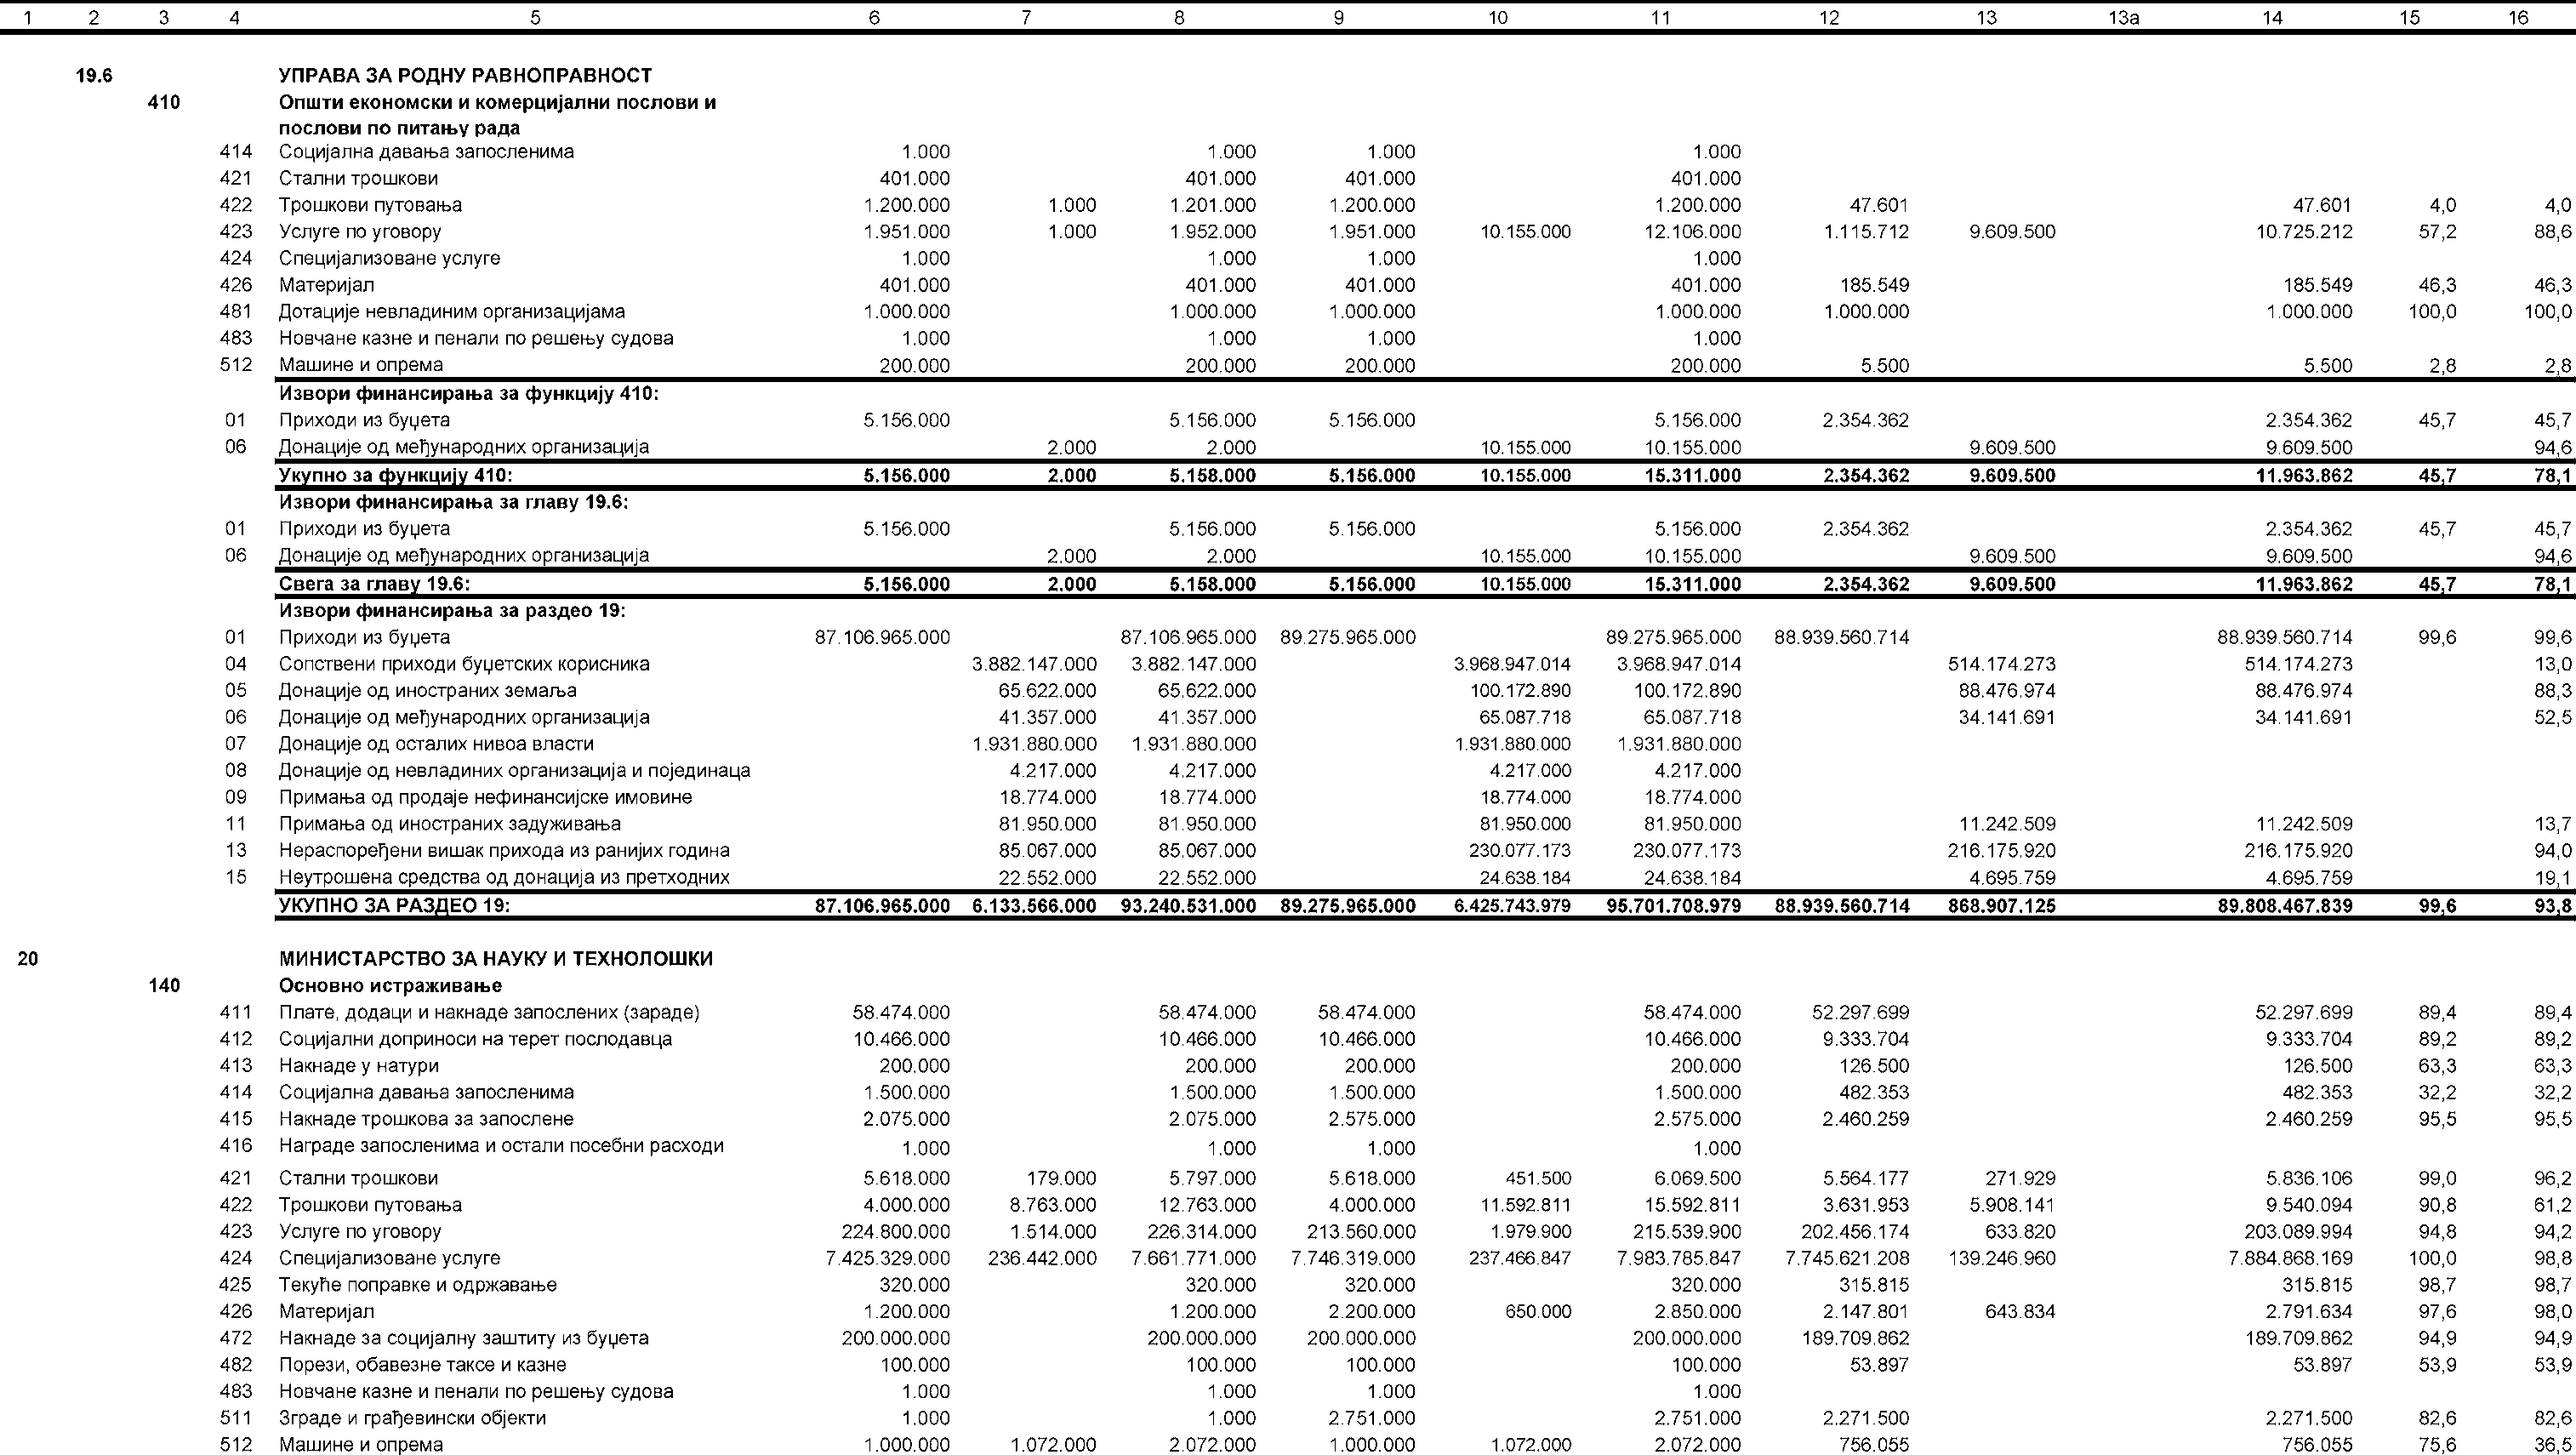 1 2 3 4 5 6 7 8 9 10 11 12 13 13a 14 15 16
19.6 УПРАВА ЗА РОДНУ РАВНОПРАВНОСТ
410 Општи економски и комерцијални послови и
послови по питању рада
414 Социјална давања запосленима 1.000 1.000 1.000 1.000
421 Стални трошкови 401.000 401.000 401.000 401.000
422 Трошкови путовања 1.200.000 1.000 1.201.000 1.200.000 1.200.000 47.601 47.601 4,0 4,0
423 Услуге по уговору 1.951.000 1.000 1.952.000 1.951.000 10.155.000 12.106.000 1.115.712 9.609.500 10.725.212 57,2 88,6
424 Специјализоване услуге 1.000 1.000 1.000 1.000
426 Материјал 401.000 401.000 401.000 401.000 185.549 185.549 46,3 46,3
481 Дотације невладиним организацијама 1.000.000 1.000.000 1.000.000 1.000.000 1.000.000 1.000.000 100,0 100,0
483 Новчане казне и пенали по решењу судова 1.000 1.000 1.000 1.000
512 Машине и опрема 200.000 200.000 200.000 200.000 5.500 5.500 2,8 2,8
Извори финансирања за функцију 410:
01 Приходи из буџета 5.156.000 5.156.000 5.156.000 5.156.000 2.354.362 2.354.362 45,7 45,7
06 Донације од међународних организација 2.000 2.000 10.155.000 10.155.000 9.609.500 9.609.500 94,6
Укупно за функцију 410: 5.156.000 2.000 5.158.000 5.156.000 10.155.000 15.311.000 2.354.362 9.609.500 11.963.862 45,7 78,1
Извори финансирања за главу 19.6:
01 Приходи из буџета 5.156.000 5.156.000 5.156.000 5.156.000 2.354.362 2.354.362 45,7 45,7
06 Донације од међународних организација 2.000 2.000 10.155.000 10.155.000 9.609.500 9.609.500 94,6
Свега за главу 19.6: 5.156.000 2.000 5.158.000 5.156.000 10.155.000 15.311.000 2.354.362 9.609.500 11.963.862 45,7 78,1
Извори финансирања за раздео 19:
01 Приходи из буџета 87.106.965.000 87.106.965.000 89.275.965.000 89.275.965.000 88.939.560.714 88.939.560.714 99,6 99,6
04 Сопствени приходи буџетских корисника 3.882.147.000 3.882.147.000 3.968.947.014 3.968.947.014 514.174.273 514.174.273 13,0
05 Донације од иностраних земаља 65.622.000 65.622.000 100.172.890 100.172.890 88.476.974 88.476.974 88,3
06 Донације од међународних организација 41.357.000 41.357.000 65.087.718 65.087.718 34.141.691 34.141.691 52,5
07 Донације од осталих нивоа власти 1.931.880.000 1.931.880.000 1.931.880.000 1.931.880.000
08 Донације од невладиних организација и појединаца 4.217.000 4.217.000 4.217.000 4.217.000
09 Примања од продаје нефинансијске имовине 18.774.000 18.774.000 18.774.000 18.774.000
11 Примања од иностраних задуживања 81.950.000 81.950.000 81.950.000 81.950.000 11.242.509 11.242.509 13,7
13 Нераспоређени вишак прихода из ранијих година 85.067.000 85.067.000 230.077.173 230.077.173 216.175.920 216.175.920 94,0
15 Неутрошена средства од донација из претходних 22.552.000 22.552.000 24.638.184 24.638.184 4.695.759 4.695.759 19,1
УКУПНО ЗА РАЗДЕО 19: 87.106.965.000 6.133.566.000 93.240.531.000 89.275.965.000 6.425.743.979 95.701.708.979 88.939.560.714 868.907.125 89.808.467.839 99,6 93,8
20 МИНИСТАРСТВО ЗА НАУКУ И ТЕХНОЛОШКИ
140 Основно истраживање
411 Плате, додаци и накнаде запослених (зараде) 58.474.000 58.474.000 58.474.000 58.474.000 52.297.699 52.297.699 89,4 89,4
412 Социјални доприноси на терет послодавца 10.466.000 10.466.000 10.466.000 10.466.000 9.333.704 9.333.704 89,2 89,2
413 Накнаде у натури 200.000 200.000 200.000 200.000 126.500 126.500 63,3 63,3
414 Социјална давања запосленима 1.500.000 1.500.000 1.500.000 1.500.000 482.353 482.353 32,2 32,2
415 Накнаде трошкова за запослене 2.075.000 2.075.000 2.575.000 2.575.000 2.460.259 2.460.259 95,5 95,5
416 Награде запосленима и остали посебни расходи 1.000 1.000 1.000 1.000
421 Стални трошкови 5.618.000 179.000 5.797.000 5.618.000 451.500 6.069.500 5.564.177 271.929 5.836.106 99,0 96,2
422 Трошкови путовања 4.000.000 8.763.000 12.763.000 4.000.000 11.592.811 15.592.811 3.631.953 5.908.141 9.540.094 90,8 61,2
423 Услуге по уговору 224.800.000 1.514.000 226.314.000 213.560.000 1.979.900 215.539.900 202.456.174 633.820 203.089.994 94,8 94,2
424 Специјализоване услуге 7.425.329.000 236.442.000 7.661.771.000 7.746.319.000 237.466.847 7.983.785.847 7.745.621.208 139.246.960 7.884.868.169 100,0 98,8
425 Текуће поправке и одржавање 320.000 320.000 320.000 320.000 315.815 315.815 98,7 98,7
426 Материјал 1.200.000 1.200.000 2.200.000 650.000 2.850.000 2.147.801 643.834 2.791.634 97,6 98,0
472 Накнаде за социјалну заштиту из буџета 200.000.000 200.000.000 200.000.000 200.000.000 189.709.862 189.709.862 94,9 94,9
482 Порези, обавезне таксе и казне 100.000 100.000 100.000 100.000 53.897 53.897 53,9 53,9
483 Новчане казне и пенали по решењу судова 1.000 1.000 1.000 1.000
511 Зграде и грађевински објекти 1.000 1.000 2.751.000 2.751.000 2.271.500 2.271.500 82,6 82,6
512 Машине и опрема 1.000.000 1.072.000 2.072.000 1.000.000 1.072.000 2.072.000 756.055 756.055 75,6 36,5